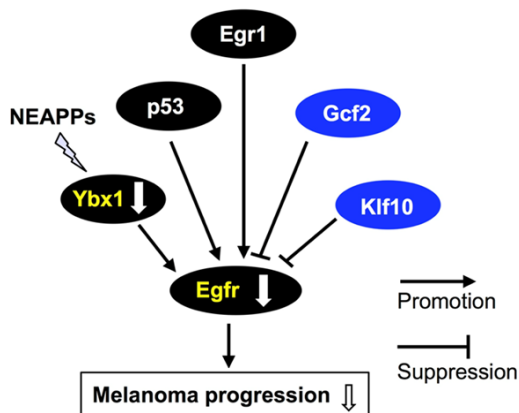 Egr1
p53
Gcf2
NEAPPs
Ybx1
Klf10
Egfr
Promotion
Suppression
Melanoma progression